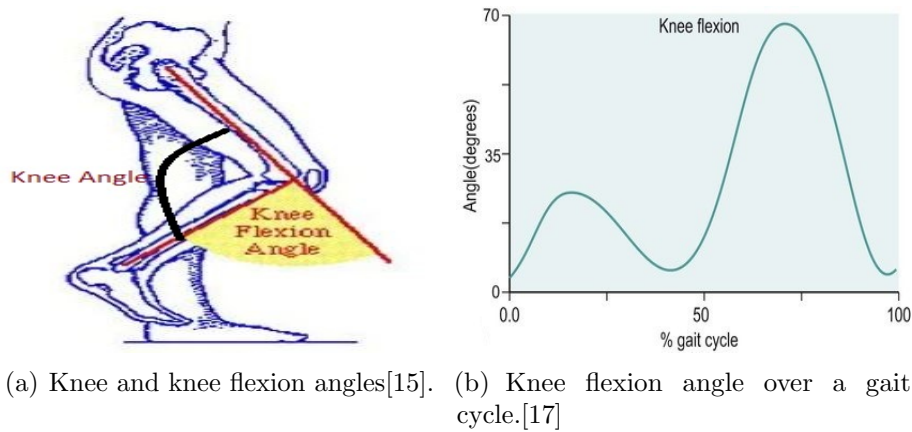 Knee Angle
Knee
Flexion
Angle
Knee flexion
Angle(degrees)
70
35
0
0.0
50
100
% gait cycle
(a) Knee and knee flexion angles[15].
(b) Knee flexion angle over a gait
cycle.[17]